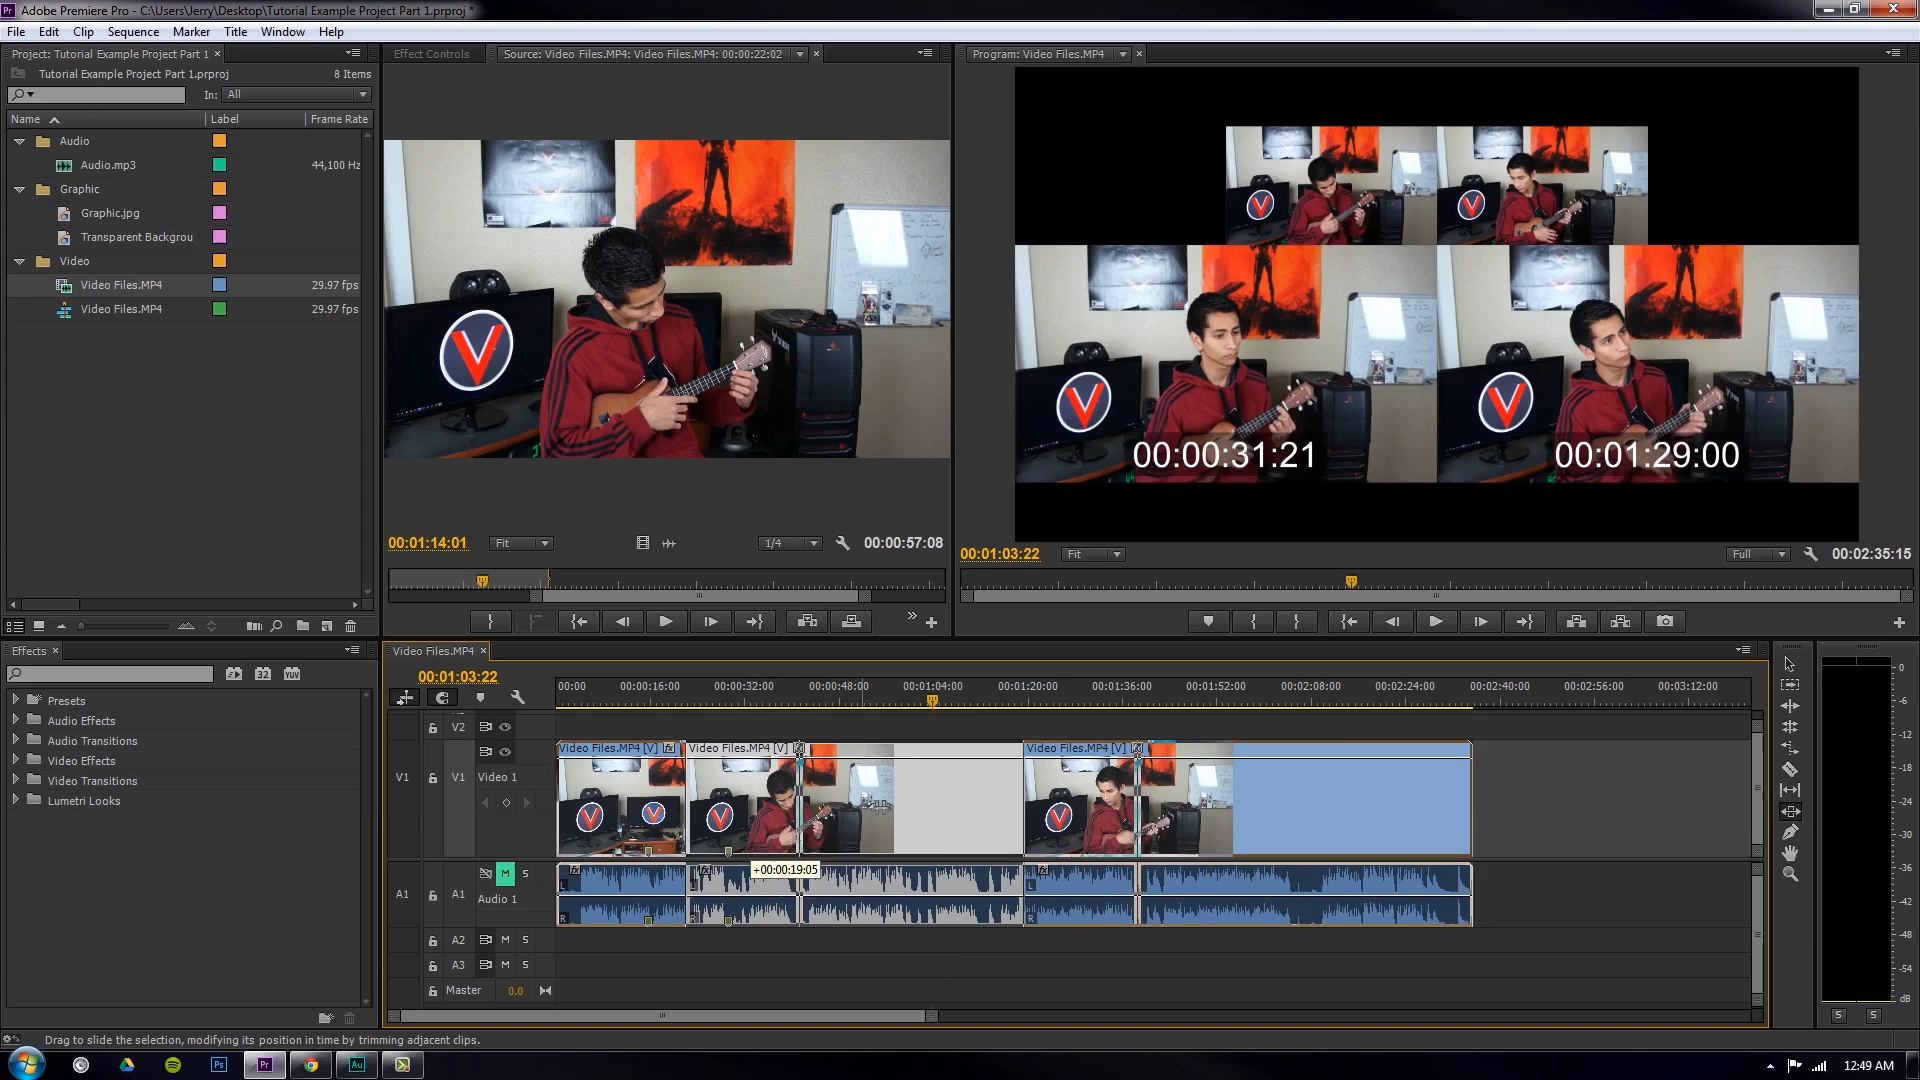 Adobe Premiere Pro - C:\Users\Jerry\Desktop\Tutorial Example Project Part 1.prproj *
File Edit Clip Sequence Marker Title Window Help
Project: Tutorial Example Project Part 1
Tutorial Example Project Part 1.prproj 8 Items
In: All
Name Label Frame Rate
Audio
Audio.mp3 44,100 Hz
Graphic
Graphic.jpg
Transparent Backgrou
Video
Video Files.MP4 29.97 fps
Video Files.MP4 29.97 fps
Effect Controls Source: Video Files.MP4: Video Files.MP4: 00:00:22:02
00:01:14:01 Fit 1/4 00:00:57:08
Program: Video Files.MP4
00:00:31:21 00:01:29:00
00:01:03:22 Fit Full 00:02:35:15
Effects
32 YUV
Presets
Audio Effects
Audio Transitions
Video Effects
Video Transitions
Lumetri Looks
Video Files.MP4
00:01:03:22
00:00 00:00:16:00 00:00:32:00 00:00:48:00 00:01:04:00 00:01:20:00 00:01:36:00 00:01:52:00 00:02:08:00 00:02:24:00 00:02:40:00 00:02:56:00 00:03:12:00
V2
V1 V1 Video 1
Video Files.MP4 [V] fx Video Files.MP4 [V] Video Files.MP4 [V]
+00:00:19:05
A1 A1 M S
Audio 1
L R
A2 M S
A3 M S
Master 0.0
0
-6
-12
-18
-24
-30
-36
-42
-48
-54
dB
S S
Drag to slide the selection, modifying its position in time by trimming adjacent clips.
Ps Pr Au 12:49 AM